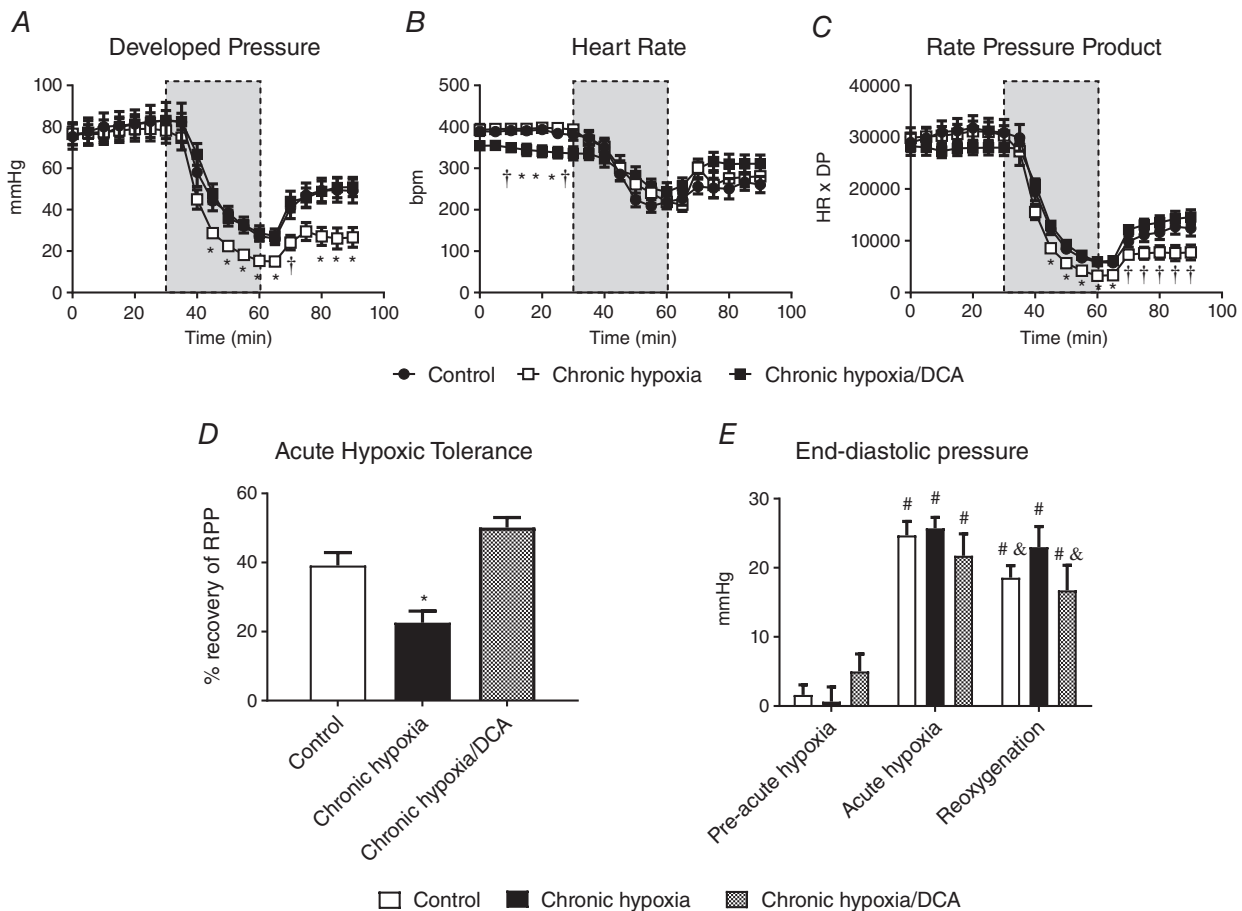 A
Developed Pressure
mmHg
100
80
60
40
20
0
* * * * * † * * *
0 20 40 60 80 100
Time (min)
B
Heart Rate
bpm
500
400
300
200
100
0
† * * * †
0 20 40 60 80 100
Time (min)
C
Rate Pressure Product
HR x DP
40000
30000
20000
10000
0
* * * * * † † † † †
0 20 40 60 80 100
Time (min)
Control Chronic hypoxia Chronic hypoxia/DCA
D
Acute Hypoxic Tolerance
% recovery of RPP
60
40
20
0
*
Control
Chronic hypoxia
Chronic hypoxia/DCA
E
End-diastolic pressure
mmHg
30
20
10
0
# # # # & # # &
Pre-acute hypoxia
Acute hypoxia
Reoxygenation
Control Chronic hypoxia Chronic hypoxia/DCA